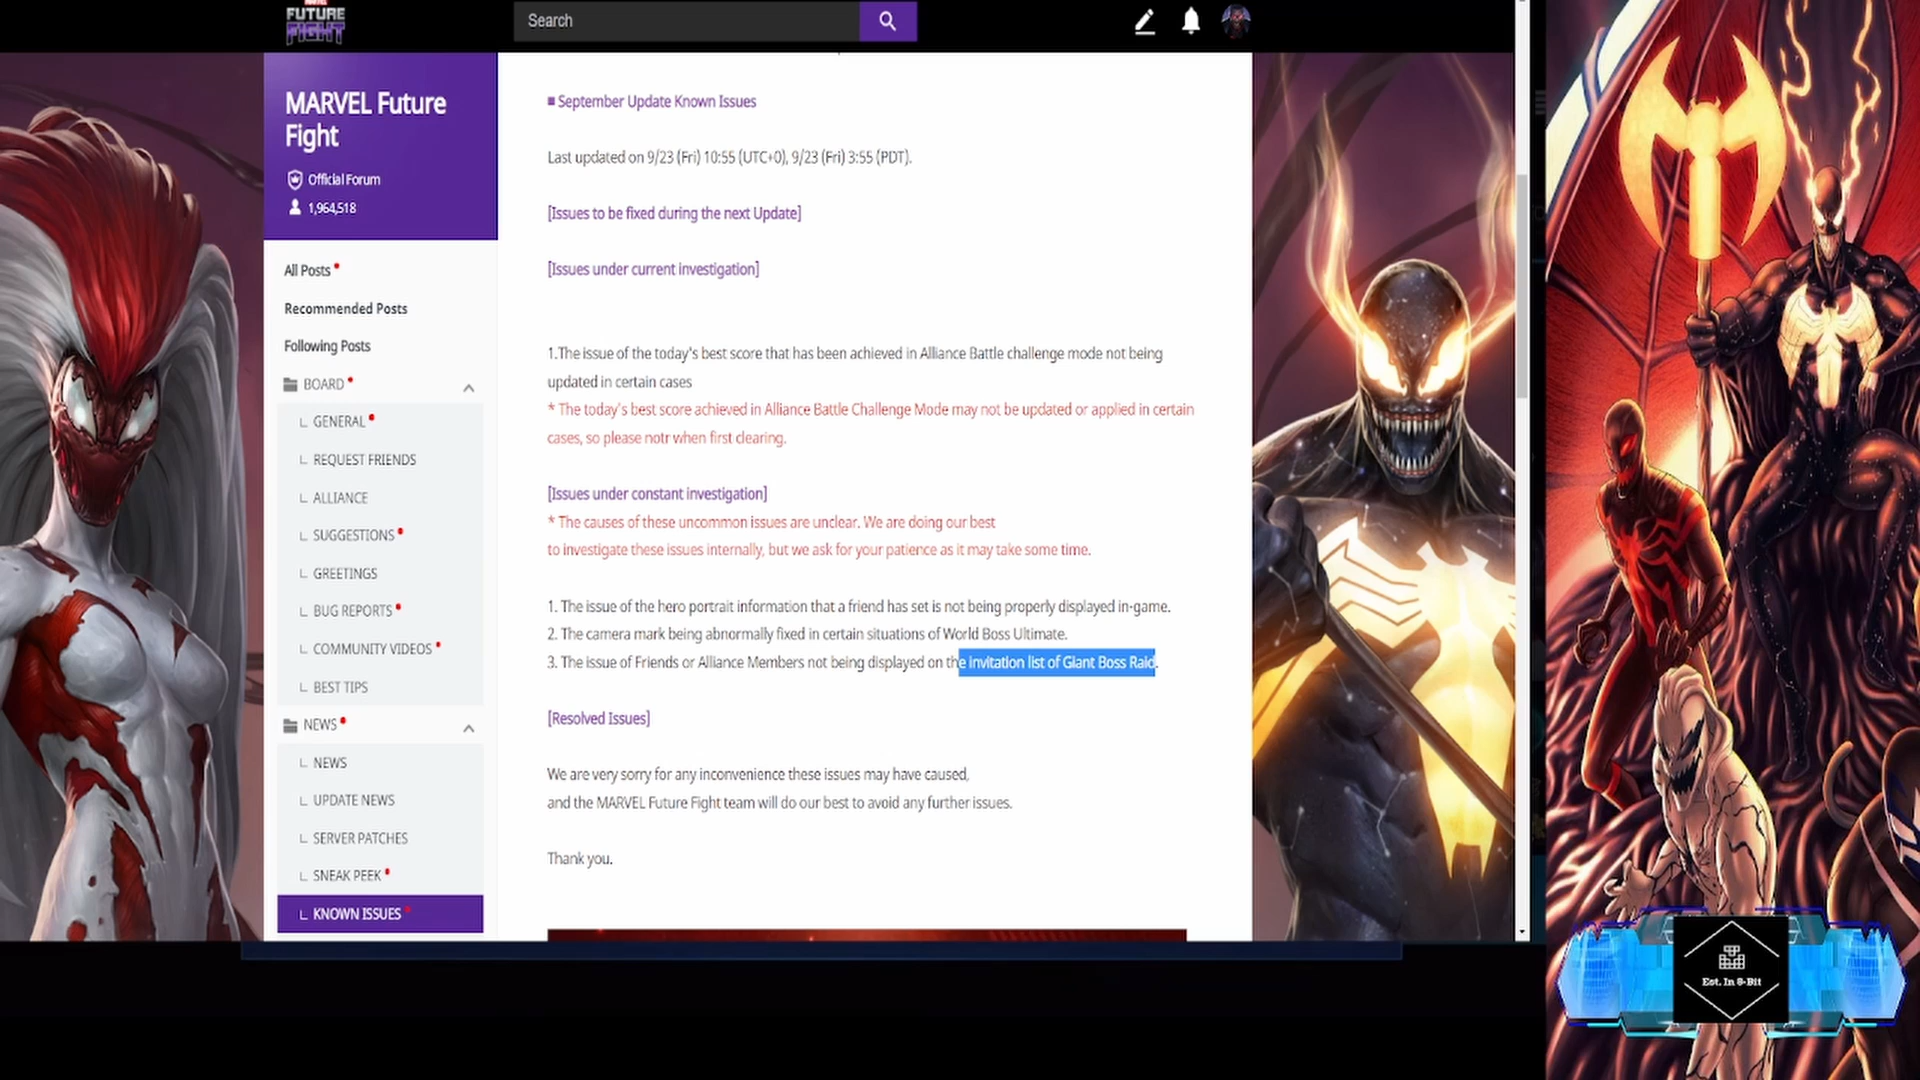 MARVEL
FUTURE
FIGHT
Search
MARVEL Future
Fight
Official Forum
1,964,518
All Posts
Recommended Posts
Following Posts
BOARD
GENERAL
REQUEST FRIENDS
ALLIANCE
SUGGESTIONS
GREETINGS
BUG REPORTS
COMMUNITY VIDEOS
BEST TIPS
NEWS
NEWS
UPDATE NEWS
SERVER PATCHES
SNEAK PEEK
KNOWN ISSUES
■ September Update Known Issues
Last updated on 9/23 (Fri) 10:55 (UTC+0), 9/23 (Fri) 3:55 (PDT).
[Issues to be fixed during the next Update]
[Issues under current investigation]
1.The issue of the today's best score that has been achieved in Alliance Battle challenge mode not being
updated in certain cases
* The today's best score achieved in Alliance Battle Challenge Mode may not be updated or applied in certain
cases, so please notr when first clearing.
[Issues under constant investigation]
* The causes of these uncommon issues are unclear. We are doing our best
to investigate these issues internally, but we ask for your patience as it may take some time.
1. The issue of the hero portrait information that a friend has set is not being properly displayed in-game.
2. The camera mark being abnormally fixed in certain situations of World Boss Ultimate.
3. The issue of Friends or Alliance Members not being displayed on the invitation list of Giant Boss Raid.
[Resolved Issues]
We are very sorry for any inconvenience these issues may have caused,
and the MARVEL Future Fight team will do our best to avoid any further issues.
Thank you.
Est. In 8-Bit